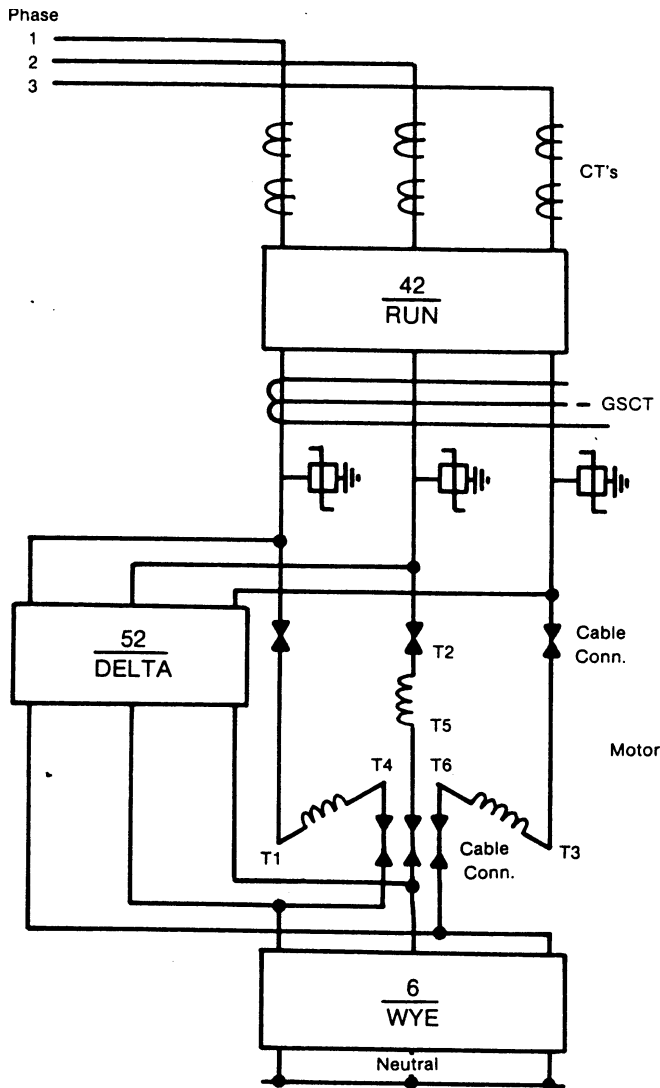 Phase
1
2
3
CT's
42
RUN
GSCT
52
DELTA
T2
Cable
Conn.
T5
Motor
T4
T6
T1
Cable
Conn.
T3
6
WYE
Neutral